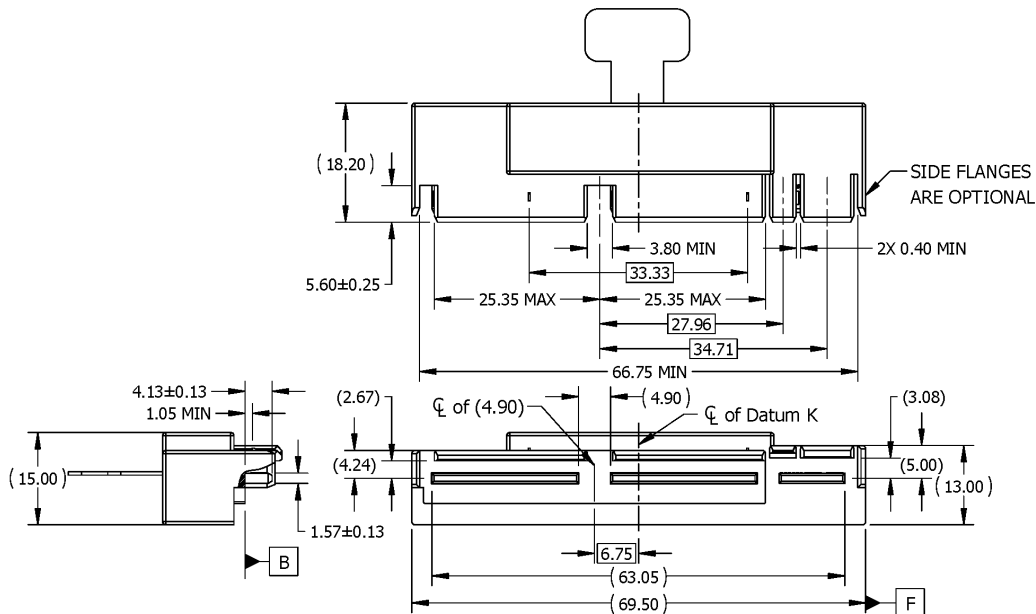 (18.20)
SIDE FLANGES
ARE OPTIONAL
3.80 MIN
2X 0.40 MIN
5.60±0.25
33.33
25.35 MAX
25.35 MAX
27.96
34.71
66.75 MIN
4.13±0.13
(2.67)
℄ of (4.90)
(4.90)
℄ of Datum K
(3.08)
1.05 MIN
(15.00)
(4.24)
(5.00)
(13.00)
1.57±0.13
B
6.75
(63.05)
(69.50)
F